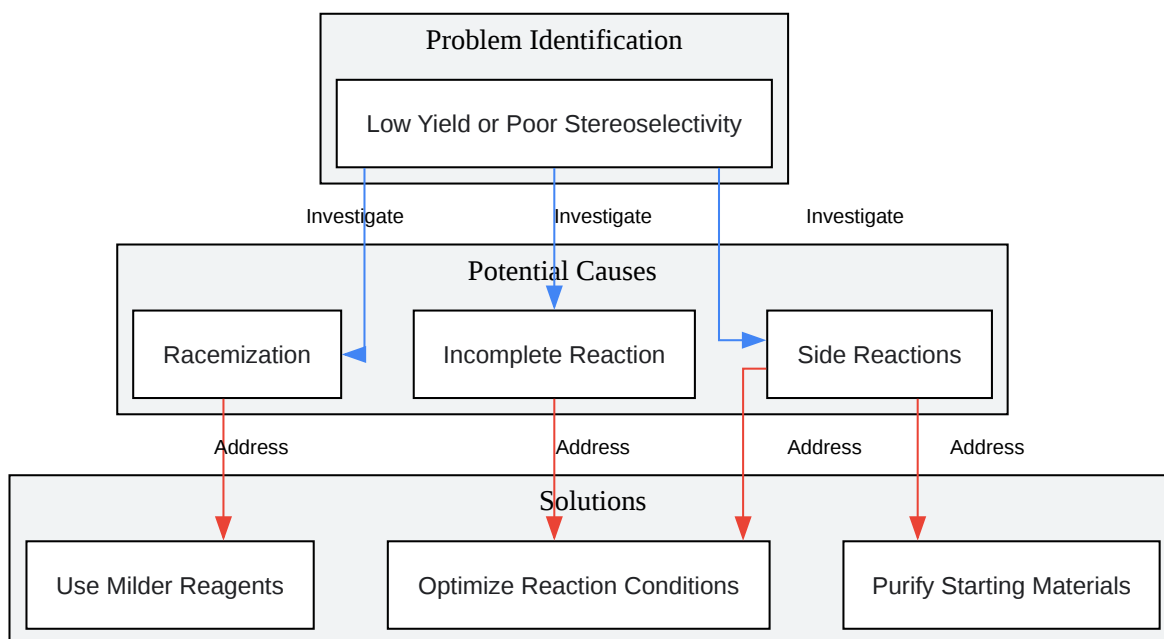 Problem Identification
Low Yield or Poor Stereoselectivity
Investigate Investigate Investigate
Potential Causes
Racemization Incomplete Reaction Side Reactions
Address Address Address Address
Solutions
Use Milder Reagents Optimize Reaction Conditions Purify Starting Materials